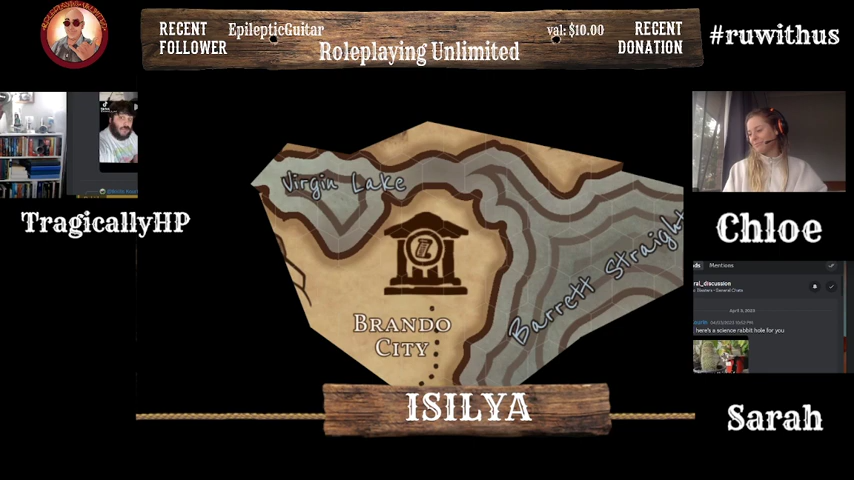 RECENT
FOLLOWER
EpilepticGuitar
Roleplaying Unlimited
val: $10.00
RECENT
DONATION
#ruwithus
Virgin Lake
Barrett Straight
BRANDO
CITY
TragicallyHP
Chloe
Mentions
ral_discussion
April 3, 2023
here's a science rabbit hole for you
ISILYA
Sarah